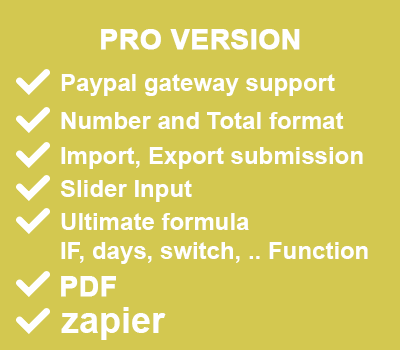 PRO VERSION
Paypal gateway support
Number and Total format
Import, Export submission
Slider Input
Ultimate formula
IF, days, switch, .. Function
PDF
zapier